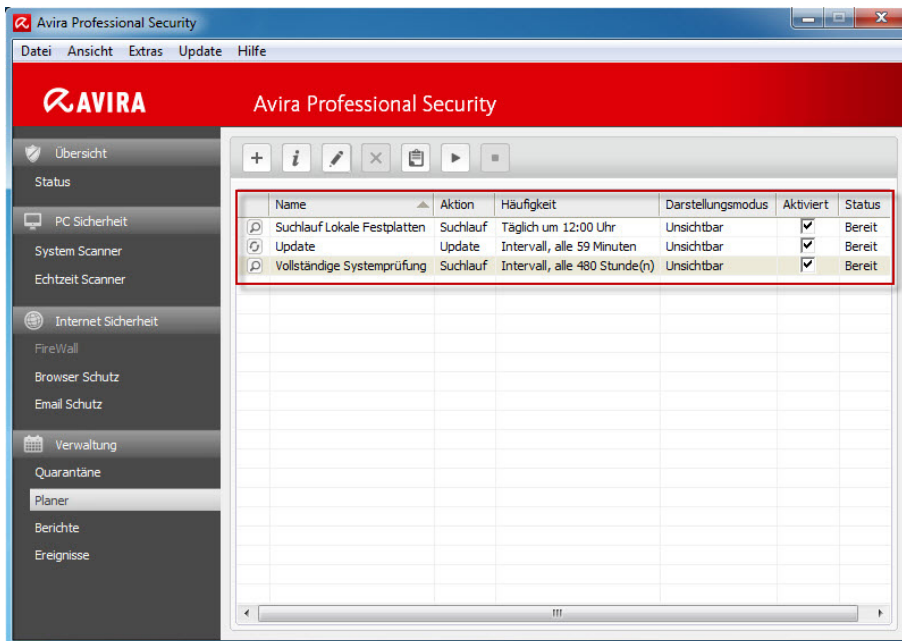 Avira Professional Security
Datei Ansicht Extras Update Hilfe
AVIRA Avira Professional Security
Übersicht
Status
PC Sicherheit
System Scanner
Echtzeit Scanner
Internet Sicherheit
FireWall
Browser Schutz
Email Schutz
Verwaltung
Quarantäne
Planer
Berichte
Ereignisse
Name Aktion Häufigkeit Darstellungsmodus Aktiviert Status
Suchlauf Lokale Festplatten Suchlauf Täglich um 12:00 Uhr Unsichtbar Bereit
Update Update Intervall, alle 59 Minuten Unsichtbar Bereit
Vollständige Systemprüfung Suchlauf Intervall, alle 480 Stunde(n) Unsichtbar Bereit